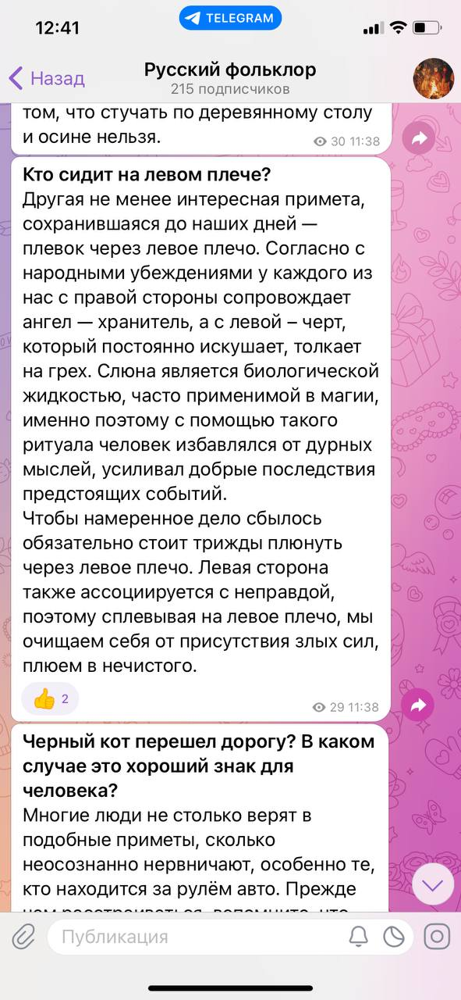 12:41
TELEGRAM
Назад
Русский фольклор
215 подписчиков
том, что стучать по деревянному столу
и осине нельзя.
30 11:38
Кто сидит на левом плече?
Другая не менее интересная примета,
сохранившаяся до наших дней —
плевок через левое плечо. Согласно с
народными убеждениями у каждого из
нас с правой стороны сопровождает
ангел — хранитель, а с левой – черт,
который постоянно искушает, толкает
на грех. Слюна является биологической
жидкостью, часто применимой в магии,
именно поэтому с помощью такого
ритуала человек избавлялся от дурных
мыслей, усиливал добрые последствия
предстоящих событий.
Чтобы намеренное дело сбылось
обязательно стоит трижды плюнуть
через левое плечо. Левая сторона
также ассоциируется с неправдой,
поэтому сплевывая на левое плечо, мы
очищаем себя от присутствия злых сил,
плюем в нечистого.
2
29 11:38
Черный кот перешел дорогу? В каком
случае это хороший знак для
человека?
Многие люди не столько верят в
подобные приметы, сколько
неосознанно нервничают, особенно те,
кто находится за рулём авто. Прежде
Публикация